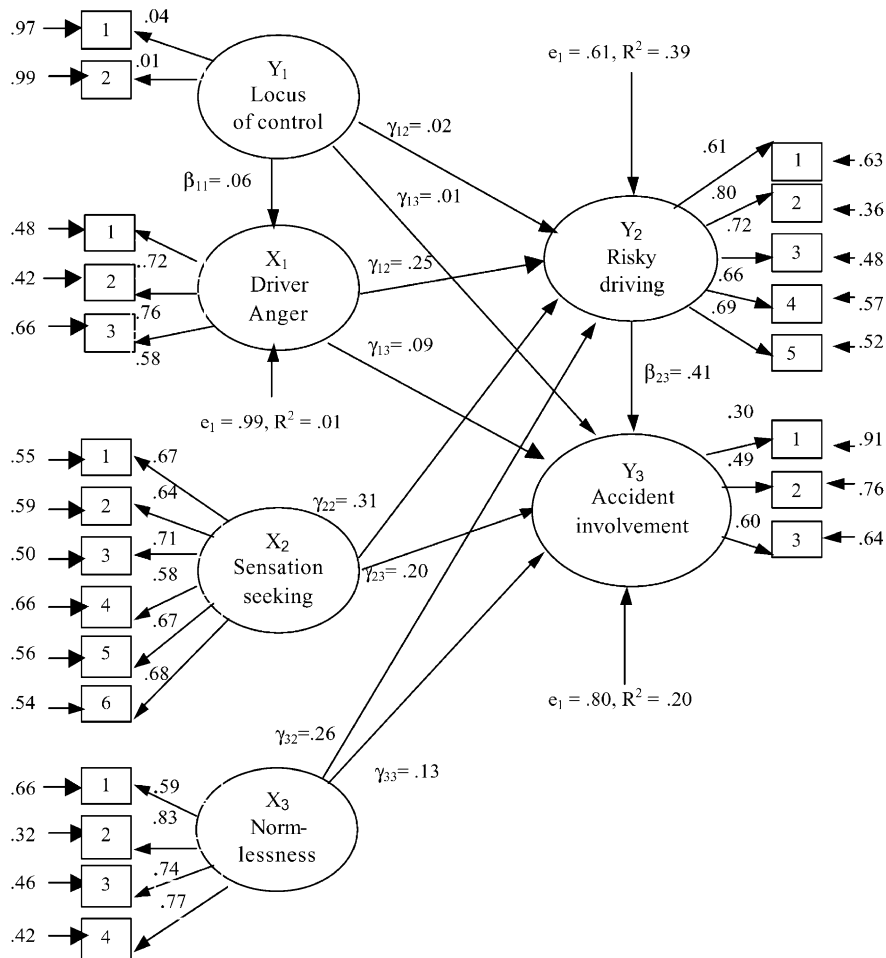 .97
1
.04
.99
2
.01
Y₁
Locus
of control
e₁ = .61, R² = .39
γ₁₂= .02
β₁₁= .06
γ₁₃= .01
.48
1
..72
.42
2
.76
.66
3
.58
X₁
Driver
Anger
γ₁₂= .25
γ₁₃= .09
e₁ = .99, R² = .01
Y₂
Risky
driving
.61
1
.63
.80
2
.36
.72
3
.48
.66
4
.57
.69
5
.52
β₂₃= .41
.55
1
.67
.59
2
.64
.50
3
.71
.66
4
.58
.56
5
.67
.54
6
.68
X₂
Sensation
seeking
γ₂₂= .31
γ₂₃= .20
Y₃
Accident
involvement
.30
1
.91
.49
2
.76
.60
3
.64
e₁ = .80, R² = .20
γ₃₂=.26
γ₃₃= .13
.66
1
.59
.32
2
.83
.46
3
.74
.42
4
.77
X₃
Norm-
lessness